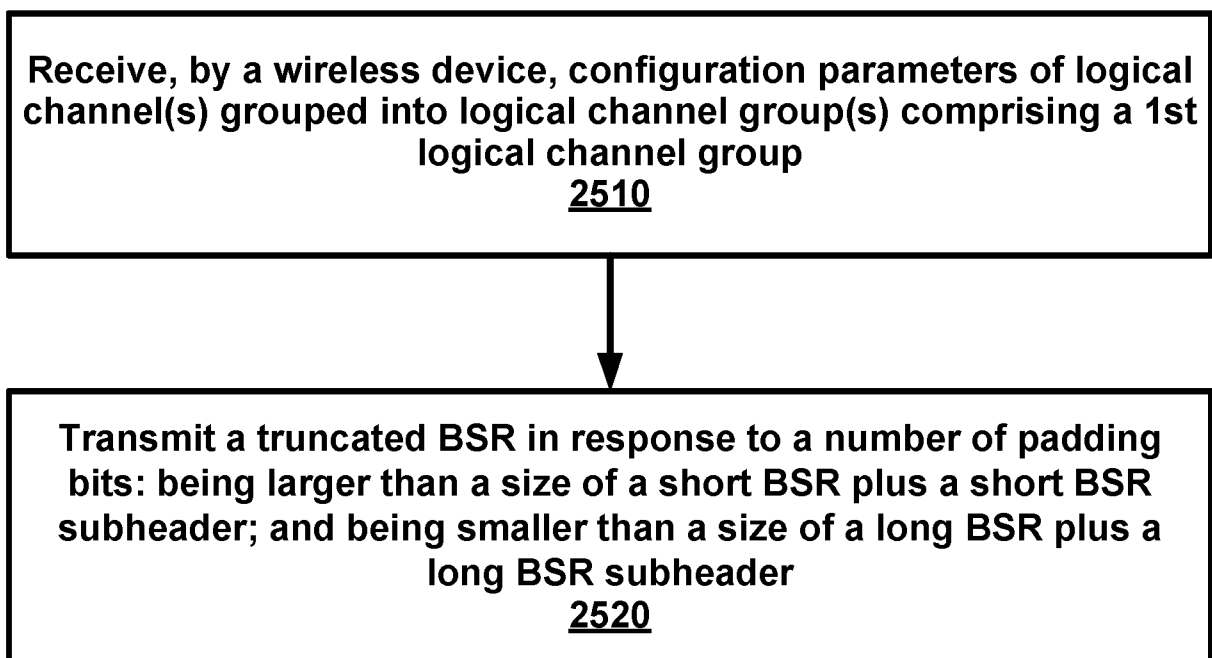 Receive, by a wireless device, configuration parameters of logical
channel(s) grouped into logical channel group(s) comprising a 1st
logical channel group
2510
Transmit a truncated BSR in response to a number of padding
bits: being larger than a size of a short BSR plus a short BSR
subheader; and being smaller than a size of a long BSR plus a
long BSR subheader
2520